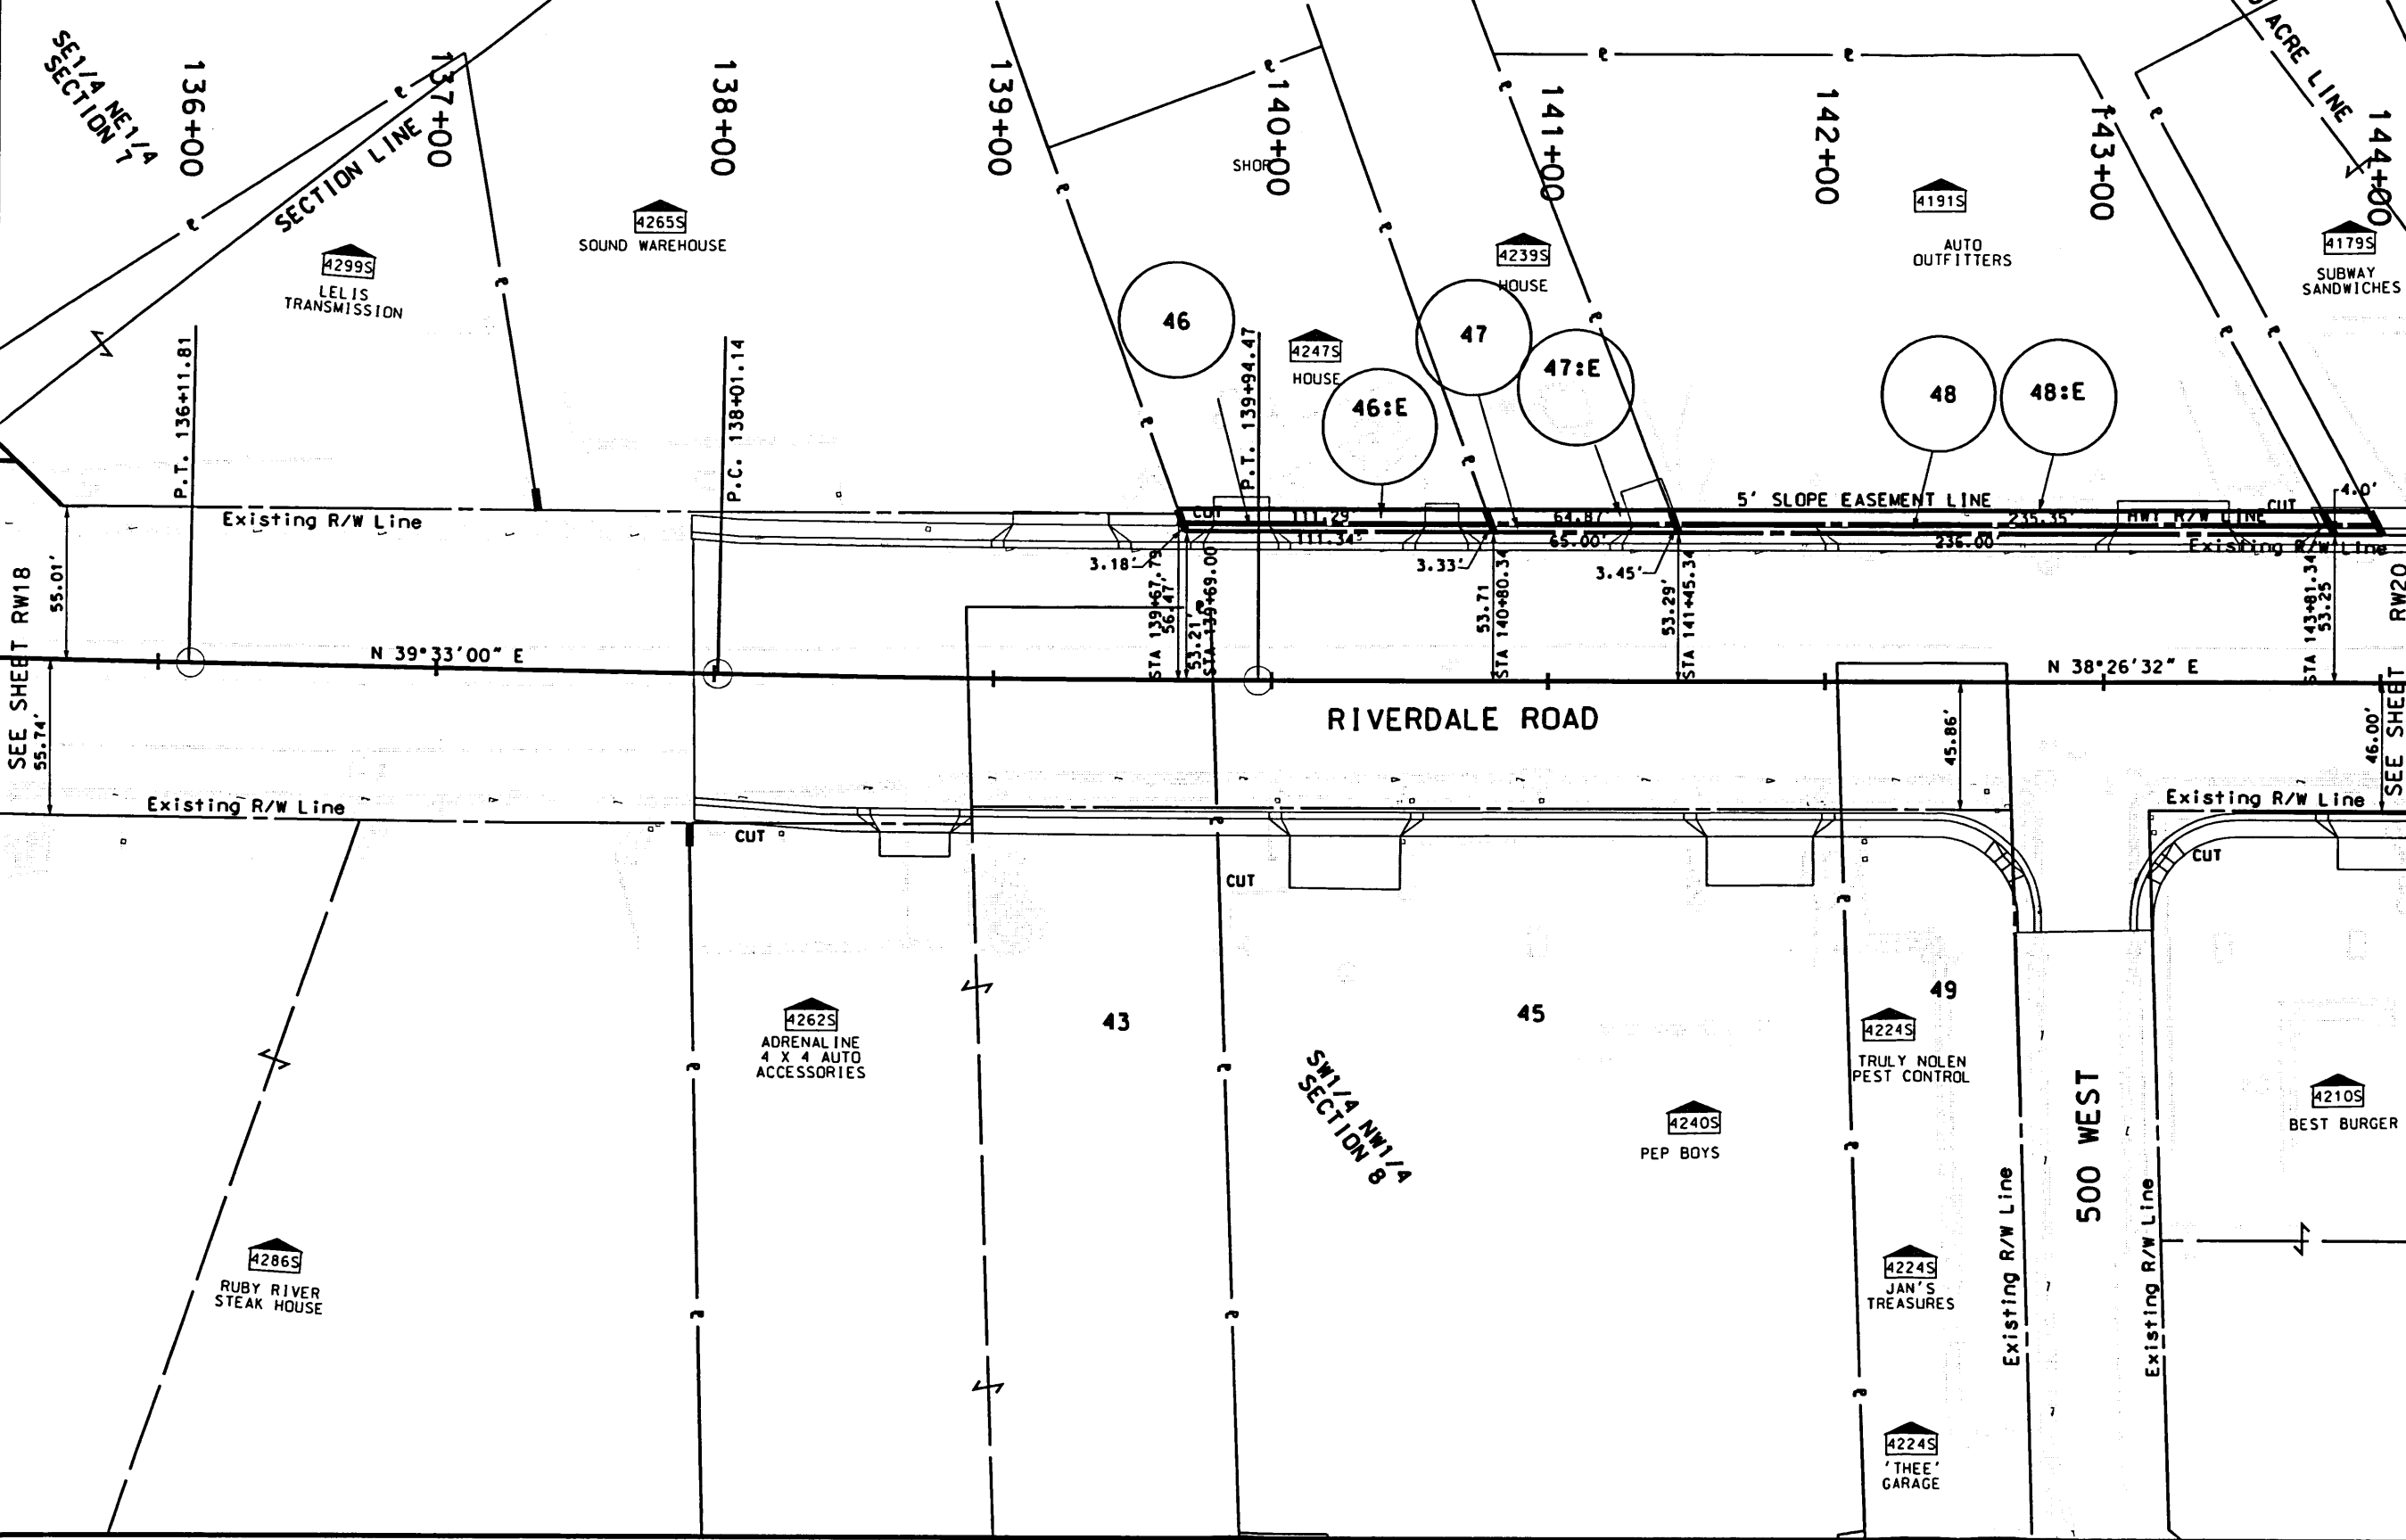 SE1/4 NE1/4
SECTION 7
136+00
137+00
138+00
139+00
140+00
141+00
142+00
143+00
144+00
ACRE LINE
SECTION LINE
4299S
LELIS
TRANSMISSION
4265S
SOUND WAREHOUSE
SHOP
4247S
HOUSE
4239S
HOUSE
4191S
AUTO
OUTFITTERS
4179S
SUBWAY
SANDWICHES
46
46:E
47
47:E
48
48:E
P.T. 136+11.81
P.C. 138+01.14
P.T. 139+94.47
Existing R/W Line
CUT
111.29'
111.34'
64.87'
65.00'
5' SLOPE EASEMENT LINE
235.35'
HWY R/W LINE
CUT
4.0'
236.00'
Existing R/W Line
3.18'
3.33'
3.45'
SEE SHEET RW18
55.01'
55.74'
STA 139+67.79
56.47'
53.21'
STA 139+69.00
53.71
STA 140+80.34
53.29'
STA 141+45.34
STA 143+81.34
53.25
SEE SHEET RW20
N 39°33'00" E
N 38°26'32" E
RIVERDALE ROAD
45.86'
46.00'
Existing R/W Line
Existing R/W Line
CUT
CUT
CUT
4262S
ADRENALINE
4 X 4 AUTO
ACCESSORIES
43
45
49
4224S
TRULY NOLEN
PEST CONTROL
SW1/4 NW1/4
SECTION 8
4240S
PEP BOYS
500 WEST
4210S
BEST BURGER
Existing R/W Line
Existing R/W Line
4286S
RUBY RIVER
STEAK HOUSE
4224S
JAN'S
TREASURES
4224S
'THEE'
GARAGE